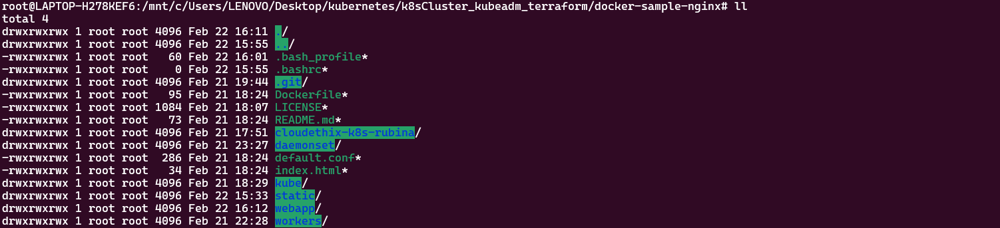 root@LAPTOP-H278KEF6:/mnt/c/Users/LENOVO/Desktop/kubernetes/k8sCluster_kubeadm_terraform/docker-sample-nginx# ll
total 4
drwxrwxrwx 1 root root 4096 Feb 22 16:11 ./
drwxrwxrwx 1 root root 4096 Feb 22 15:55 ../
-rwxrwxrwx 1 root root   60 Feb 22 16:01 .bash_profile*
-rwxrwxrwx 1 root root    0 Feb 22 15:55 .bashrc*
drwxrwxrwx 1 root root 4096 Feb 21 19:44 .git/
-rwxrwxrwx 1 root root   95 Feb 21 18:24 Dockerfile*
-rwxrwxrwx 1 root root 1084 Feb 21 18:07 LICENSE*
-rwxrwxrwx 1 root root   73 Feb 21 18:24 README.md*
drwxrwxrwx 1 root root 4096 Feb 21 17:51 cloudethix-k8s-rubina/
drwxrwxrwx 1 root root 4096 Feb 21 23:27 daemonset/
-rwxrwxrwx 1 root root  286 Feb 21 18:24 default.conf*
-rwxrwxrwx 1 root root   34 Feb 21 18:24 index.html*
drwxrwxrwx 1 root root 4096 Feb 21 18:29 kube/
drwxrwxrwx 1 root root 4096 Feb 22 15:33 static/
drwxrwxrwx 1 root root 4096 Feb 22 16:12 webapp/
drwxrwxrwx 1 root root 4096 Feb 21 22:28 workers/